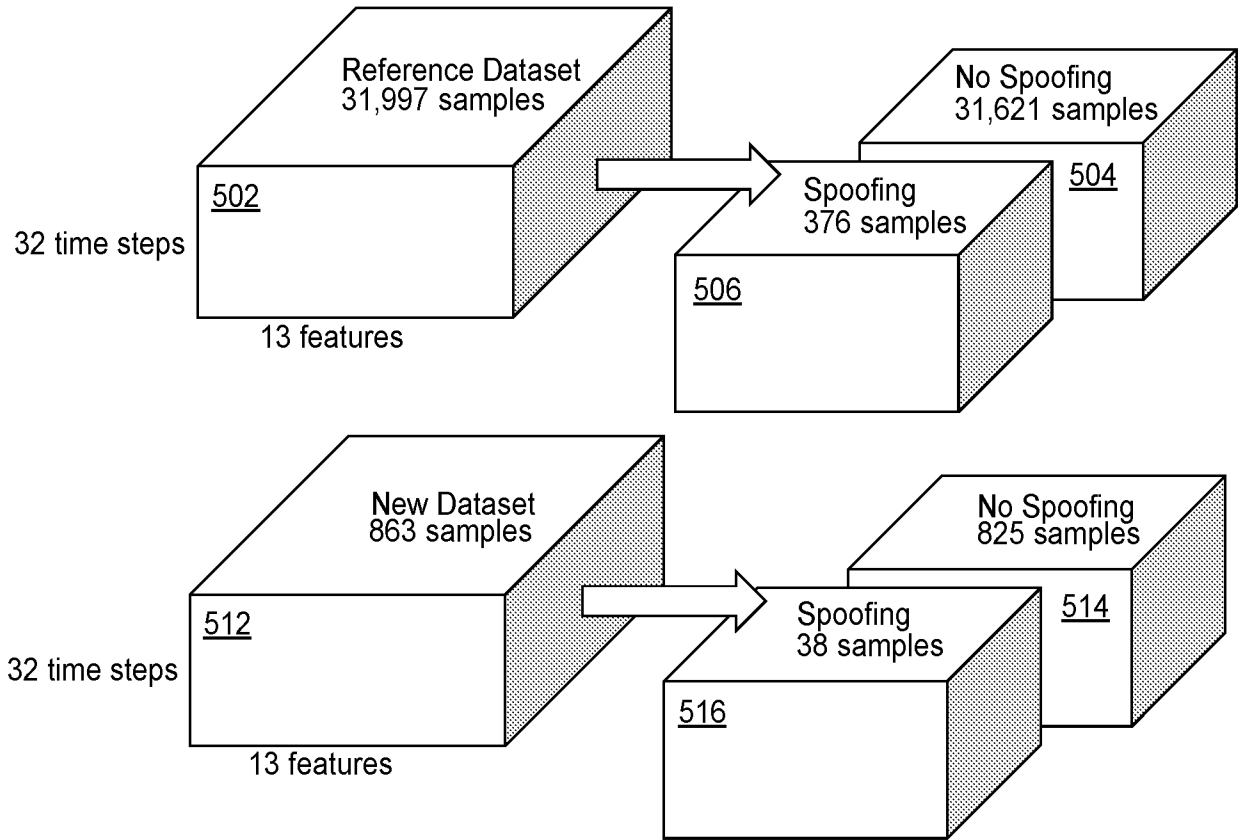 Reference Dataset
31,997 samples
502
32 time steps
13 features
No Spoofing
31,621 samples
504
Spoofing
376 samples
506
New Dataset
863 samples
512
32 time steps
13 features
No Spoofing
825 samples
514
Spoofing
38 samples
516